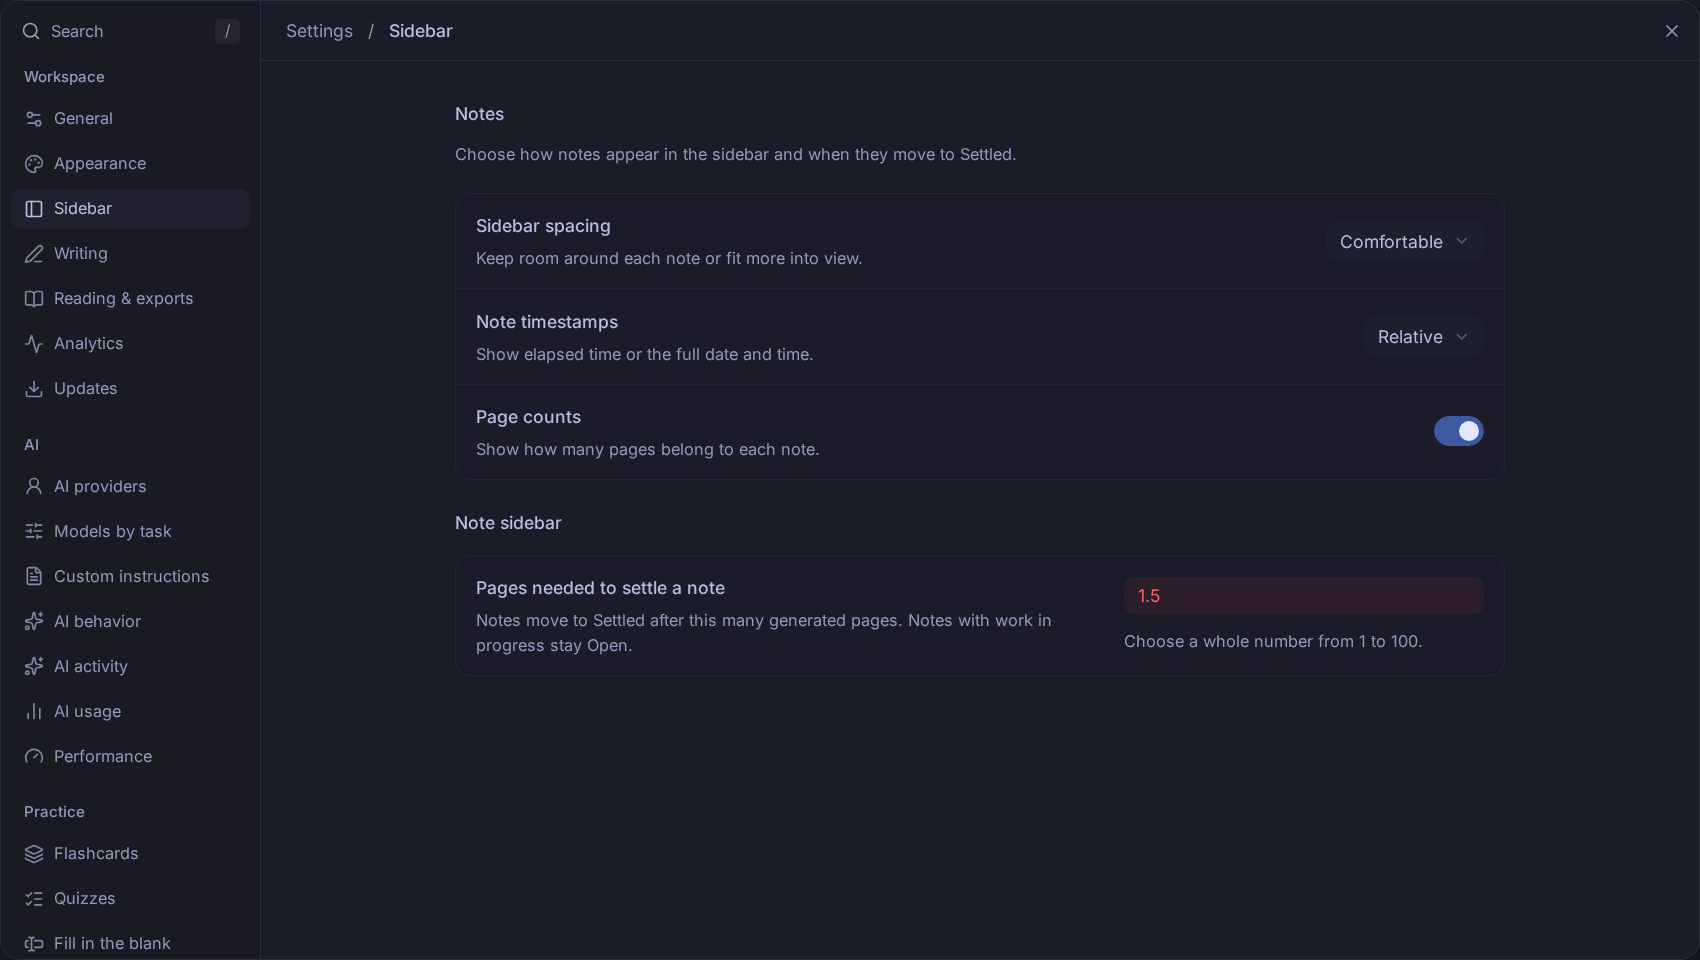 Search
/
Workspace
General
Appearance
Sidebar
Writing
Reading & exports
Analytics
Updates
AI
AI providers
Models by task
Custom instructions
AI behavior
AI activity
AI usage
Performance
Practice
Flashcards
Quizzes
Fill in the blank
Settings / Sidebar
Notes
Choose how notes appear in the sidebar and when they move to Settled.
Sidebar spacing
Keep room around each note or fit more into view.
Comfortable
Note timestamps
Show elapsed time or the full date and time.
Relative
Page counts
Show how many pages belong to each note.
Note sidebar
Pages needed to settle a note
Notes move to Settled after this many generated pages. Notes with work in
progress stay Open.
1.5
Choose a whole number from 1 to 100.